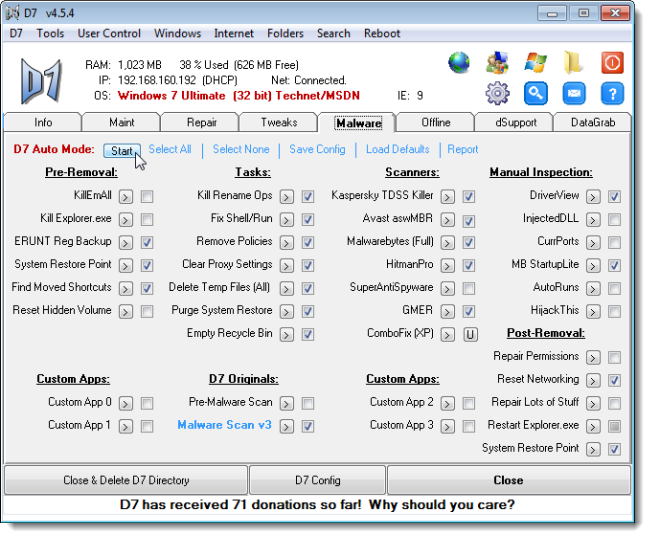 D7 v4.5.4
D7 Tools User Control Windows Internet Folders Search Reboot
D7
RAM: 1,023 MB 38 % Used (626 MB Free)
IP: 192.168.160.192 (DHCP) Net: Connected.
OS: Windows 7 Ultimate (32 bit) Technet/MSDN IE: 9
Info Maint Repair Tweaks Malware Offline dSupport DataGrab
D7 Auto Mode: Start Select All | Select None | Save Config | Load Defaults | Report
Pre-Removal:
KillEmAll
Kill Explorer.exe
ERUNT Reg Backup
System Restore Point
Find Moved Shortcuts
Reset Hidden Volume
Tasks:
Kill Rename Ops
Fix Shell/Run
Remove Policies
Clear Proxy Settings
Delete Temp Files (All)
Purge System Restore
Empty Recycle Bin
Scanners:
Kaspersky TDSS Killer
Avast aswMBR
Malwarebytes (Full)
HitmanPro
SuperAntiSpyware
GMER
ComboFix (XP) U
Manual Inspection:
DriverView
InjectedDLL
CurrPorts
MB StartupLite
AutoRuns
HijackThis
Post-Removal:
Repair Permissions
Reset Networking
Repair Lots of Stuff
Restart Explorer.exe
System Restore Point
Custom Apps:
Custom App 0
Custom App 1
D7 Originals:
Pre-Malware Scan
Malware Scan v3
Custom Apps:
Custom App 2
Custom App 3
Close & Delete D7 Directory D7 Config Close
D7 has received 71 donations so far! Why should you care?